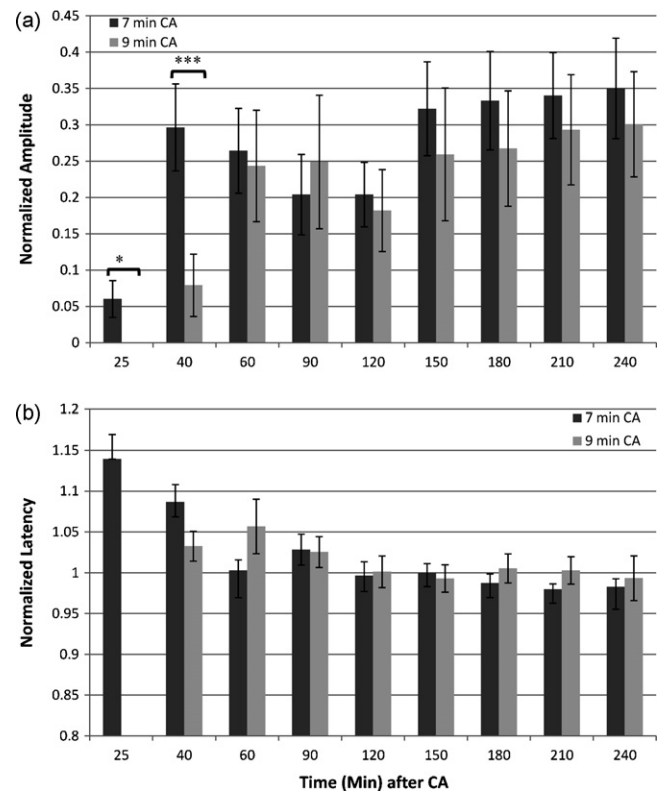 (a)
0.45
0.4
0.35
0.3
0.25
0.2
0.15
0.1
0.05
0
Normalized Amplitude
7 min CA
9 min CA
*
***
25 40 60 90 120 150 180 210 240
(b)
1.2
1.15
1.1
1.05
1
0.95
0.9
0.85
0.8
Normalized Latency
7 min CA
9 min CA
25 40 60 90 120 150 180 210 240
Time (Min) after CA